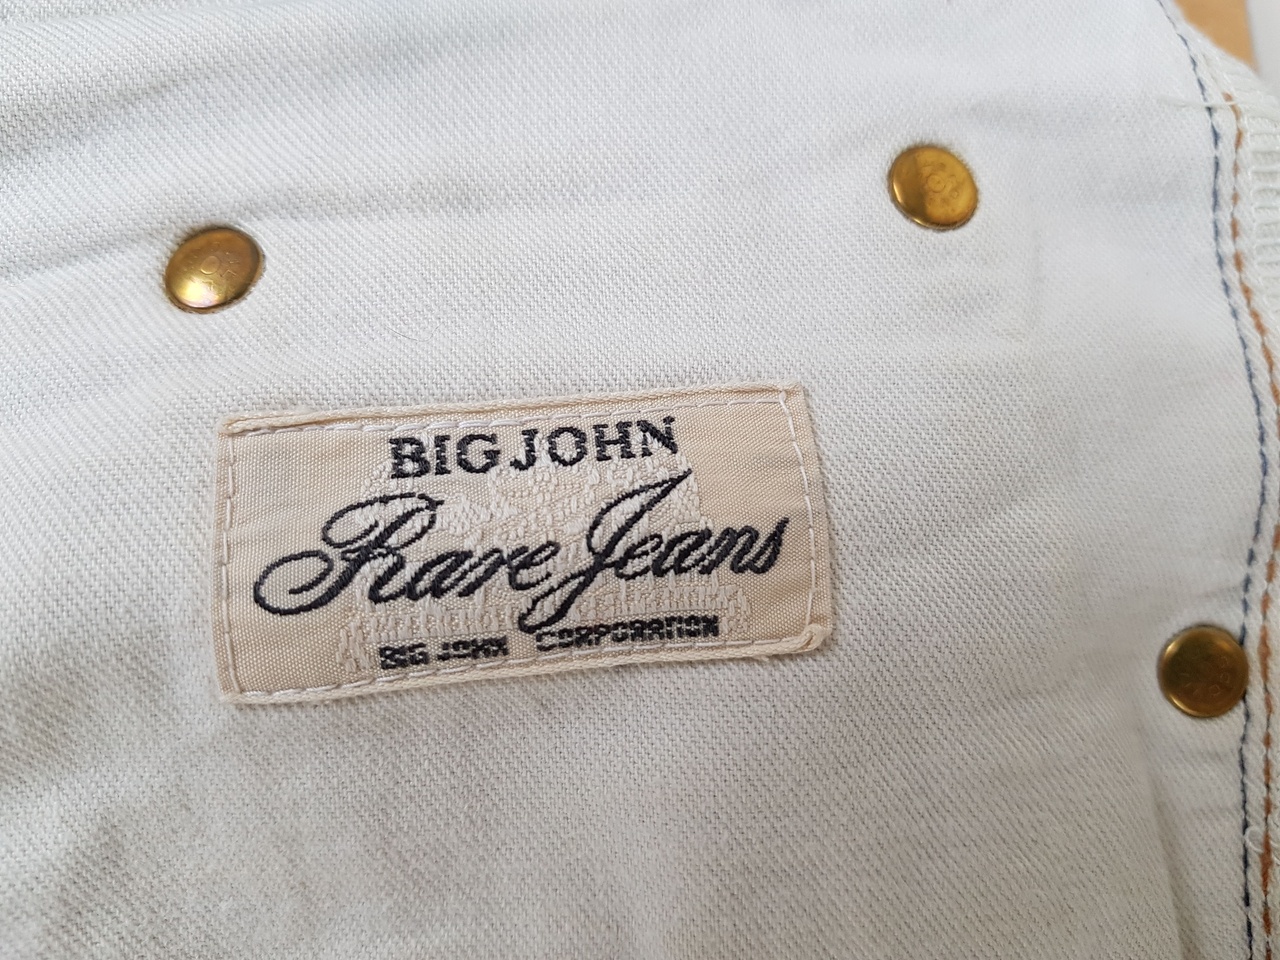 BIG JOHN
Rare Jeans
BIG JOHN CORPORATION